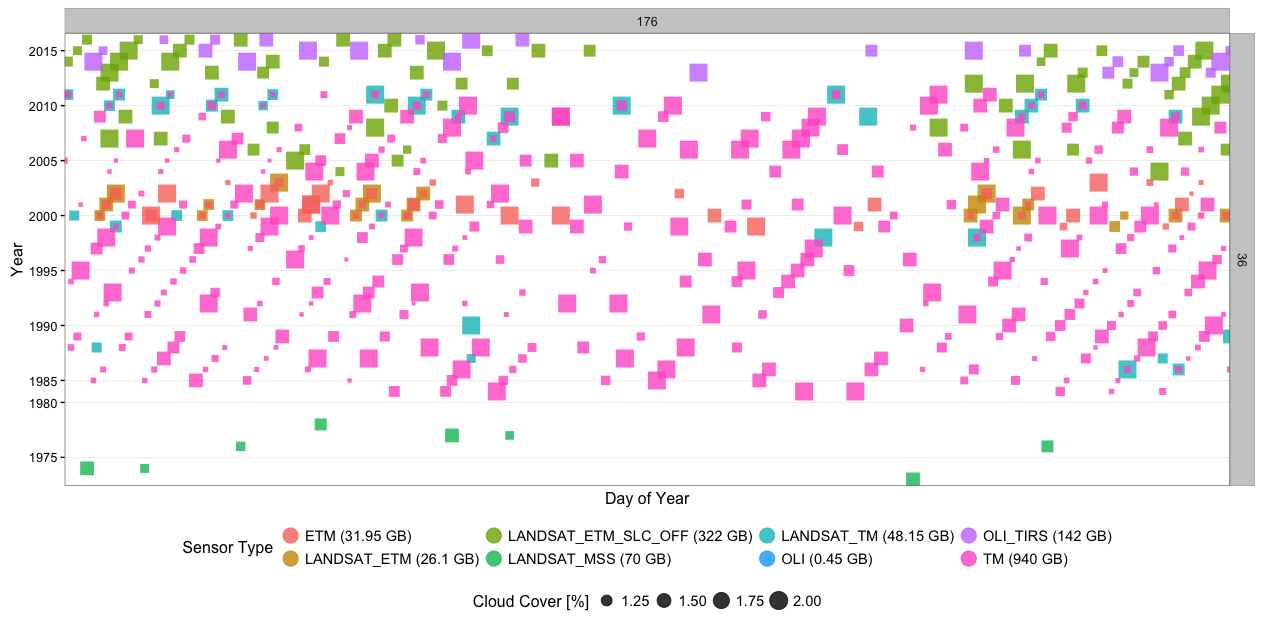 176
2015
2010
2005
2000
1995
1990
1985
1980
1975
Year
36
Day of Year
Sensor Type
ETM (31.95 GB)
LANDSAT_ETM_SLC_OFF (322 GB)
LANDSAT_TM (48.15 GB)
OLI_TIRS (142 GB)
LANDSAT_ETM (26.1 GB)
LANDSAT_MSS (70 GB)
OLI (0.45 GB)
TM (940 GB)
Cloud Cover [%] 1.25 1.50 1.75 2.00